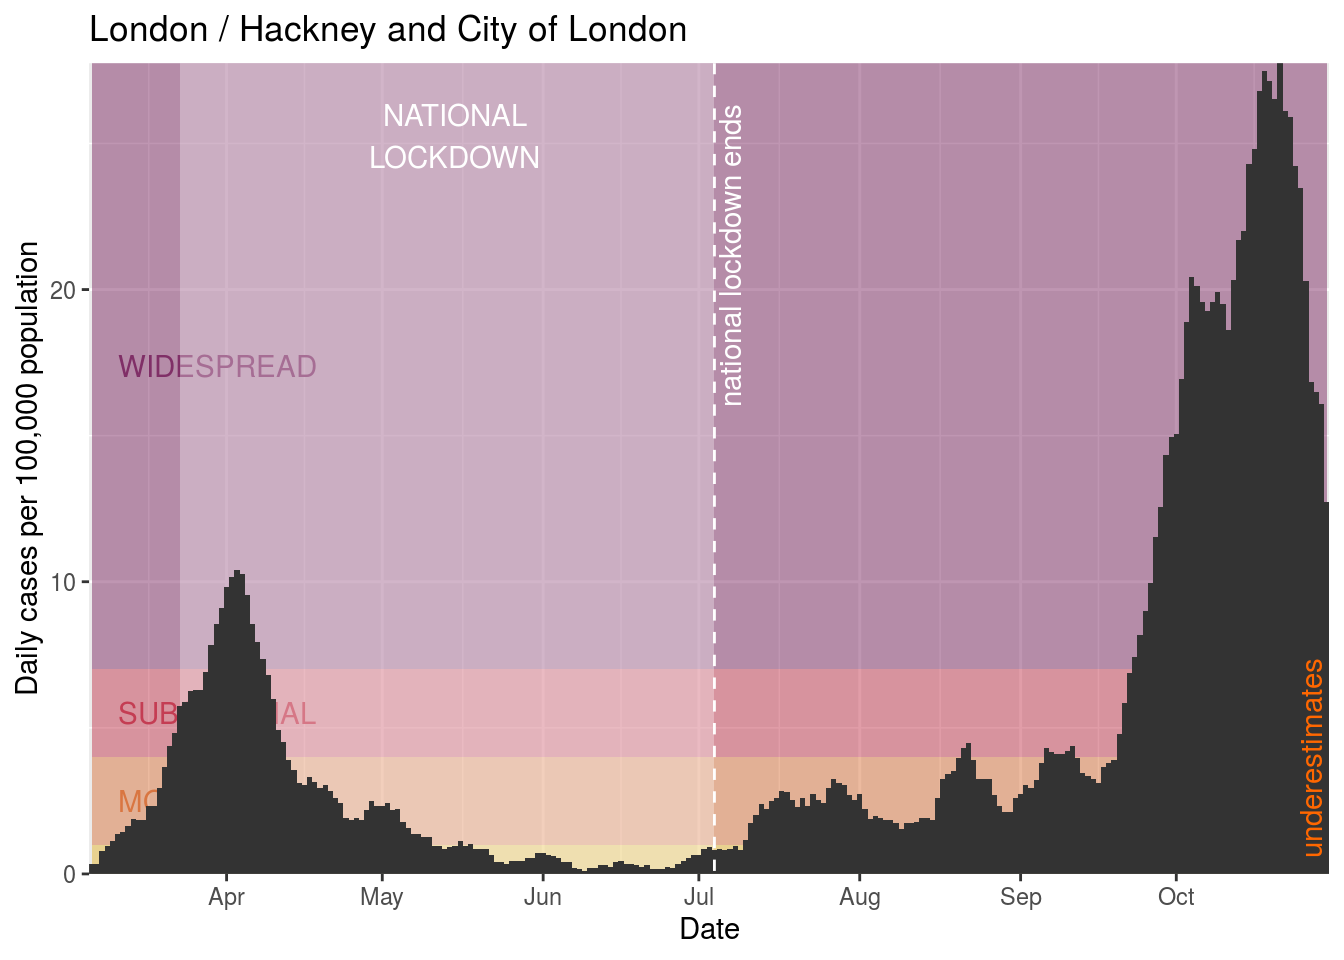 London / Hackney and City of London
NATIONAL
LOCKDOWN
national lockdown ends
WIDESPREAD
Daily cases per 100,000 population
20
10
0
underestimates
Apr
May
Jun
Jul
Aug
Sep
Oct
Date